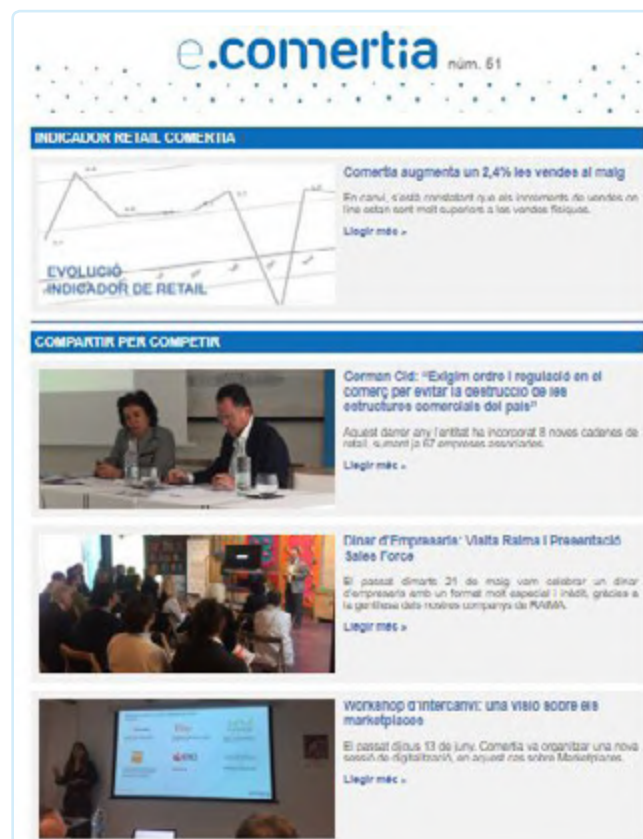 e.comertia núm. 51
INDICADOR RETAIL COMERTIA
EVOLUCIÓ
INDICADOR DE RETAIL
Comertia augmenta un 2,4% les vendes al maig
En canvi, s'està constatant que els increments de vendes on
line estan sent molt superiors a les vendes físiques.
Llegir més »
COMPARTIR PER COMPETIR
German Cid: "Exigim ordre i regulació en el
comerç per evitar la destrucció de les
estructures comercials del país"
Aquest darrer any l'entitat ha incorporat 8 noves cadenes de
retail, sumant ja 67 empreses associades.
Llegir més »
Dinar d'Empresaris: Visita Raima i Presentació
Sales Force
El passat dimarts 21 de maig vam celebrar un dinar
d'empresaris amb un format molt especial i inèdit, gràcies a
la gentilesa dels nostres companys de RAIMA.
Llegir més »
Workshop d'intercanvi: una visió sobre els
marketplaces
El passat dijous 13 de juny, Comertia va organitzar una nova
sessió de digitalització, en aquest cas sobre Marketplaces.
Llegir més »